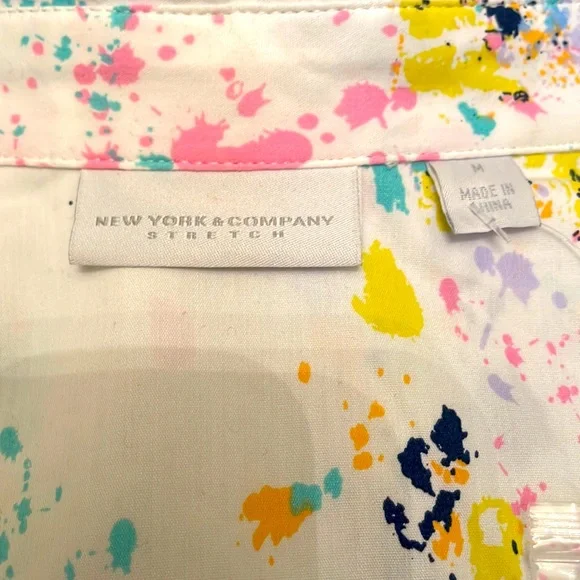 NEW YORK & COMPANY
STRETCH
M
MADE IN
CHINA